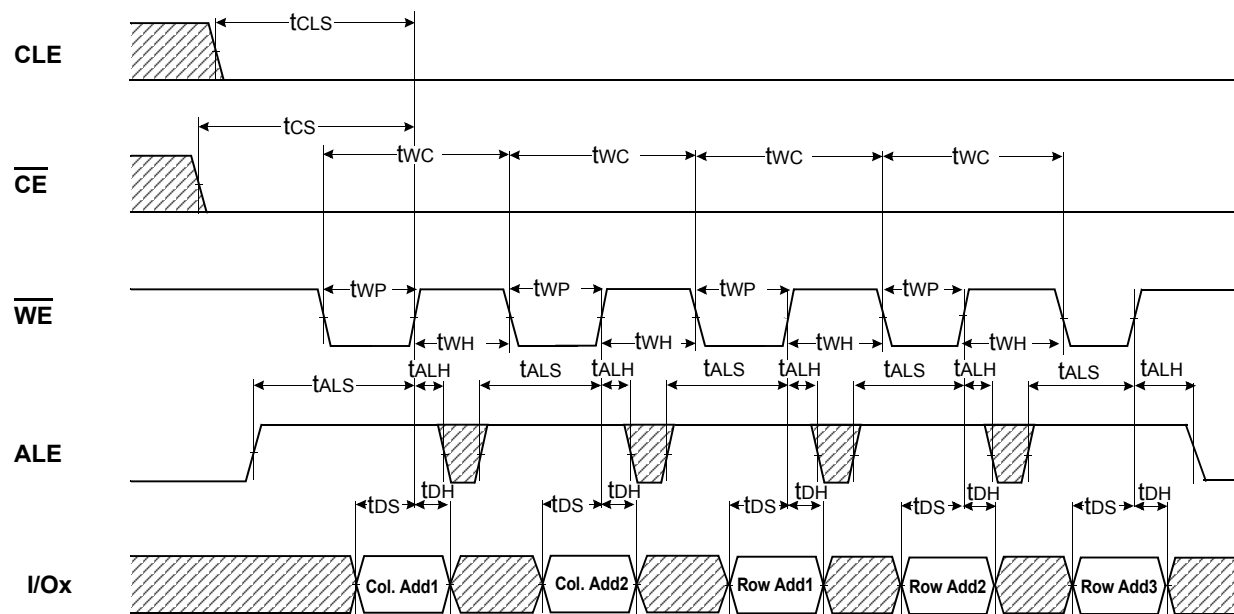 CLE
tCLS
tCS
CE
tWC tWC tWC tWC
WE
tWP tWP tWP tWP
tWH tWH tWH tWH
ALE
tALS tALH tALS tALH tALS tALH tALS tALH tALS tALH
tDS tDH tDS tDH tDS tDH tDS tDH tDS tDH
I/Ox
Col. Add1 Col. Add2 Row Add1 Row Add2 Row Add3